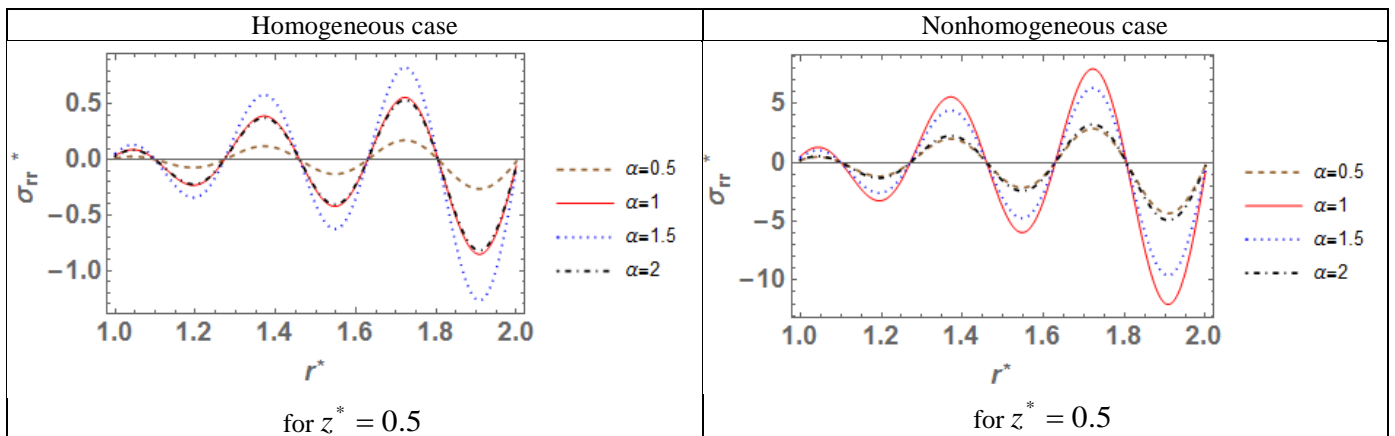 Homogeneous case
Nonhomogeneous case
0.5
0.0
−0.5
−1.0
σrr*
1.0 1.2 1.4 1.6 1.8 2.0
r*
α=0.5
α=1
α=1.5
α=2
for z* = 0.5
5
0
−5
−10
σrr*
1.0 1.2 1.4 1.6 1.8 2.0
r*
α=0.5
α=1
α=1.5
α=2
for z* = 0.5